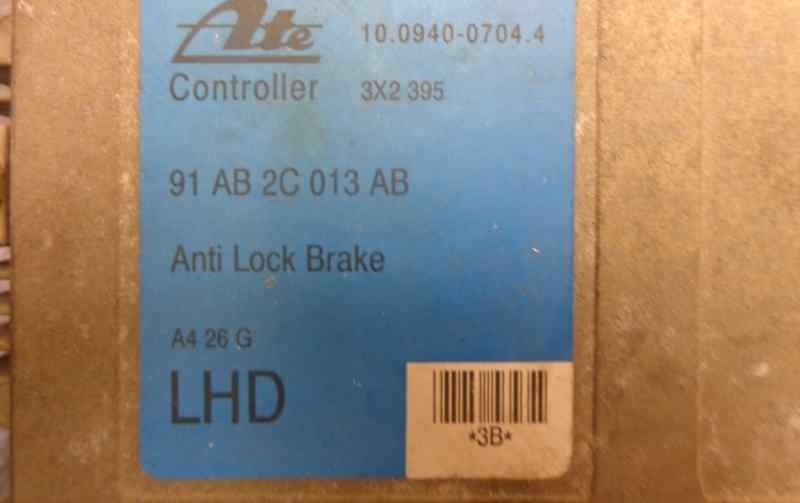 Ate 10.0940-0704.4
Controller 3X2 395
91 AB 2C 013 AB
Anti Lock Brake
A4 26 G
LHD
*3B*